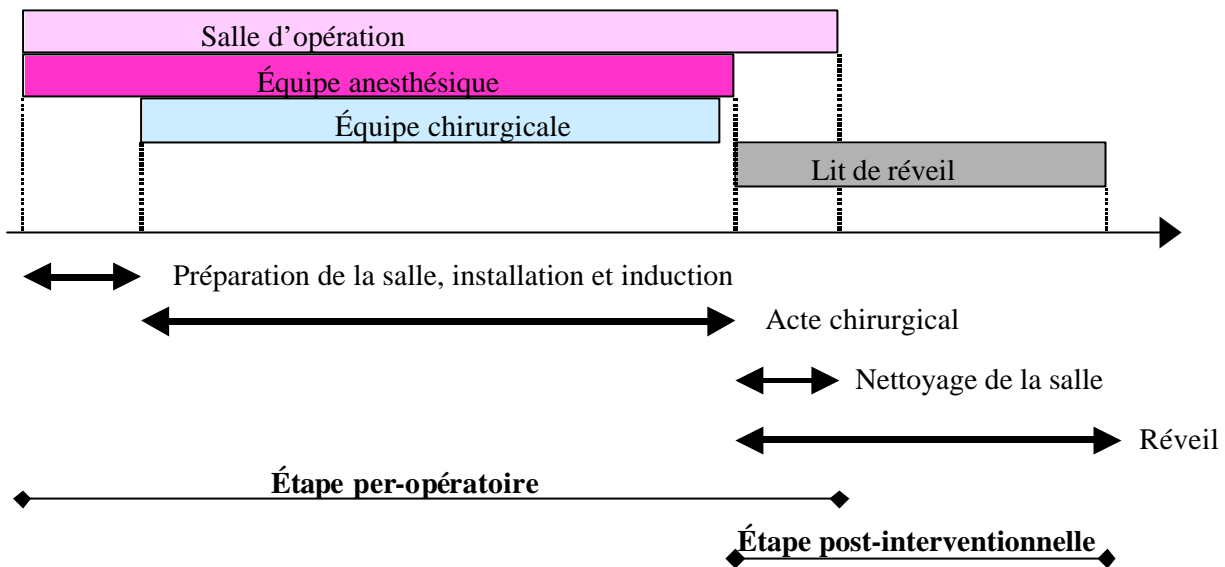 Salle d’opération
Équipe anesthésique
Équipe chirurgicale
Lit de réveil
Préparation de la salle, installation et induction
Acte chirurgical
Nettoyage de la salle
Réveil
Étape per-opératoire
Étape post-interventionnelle